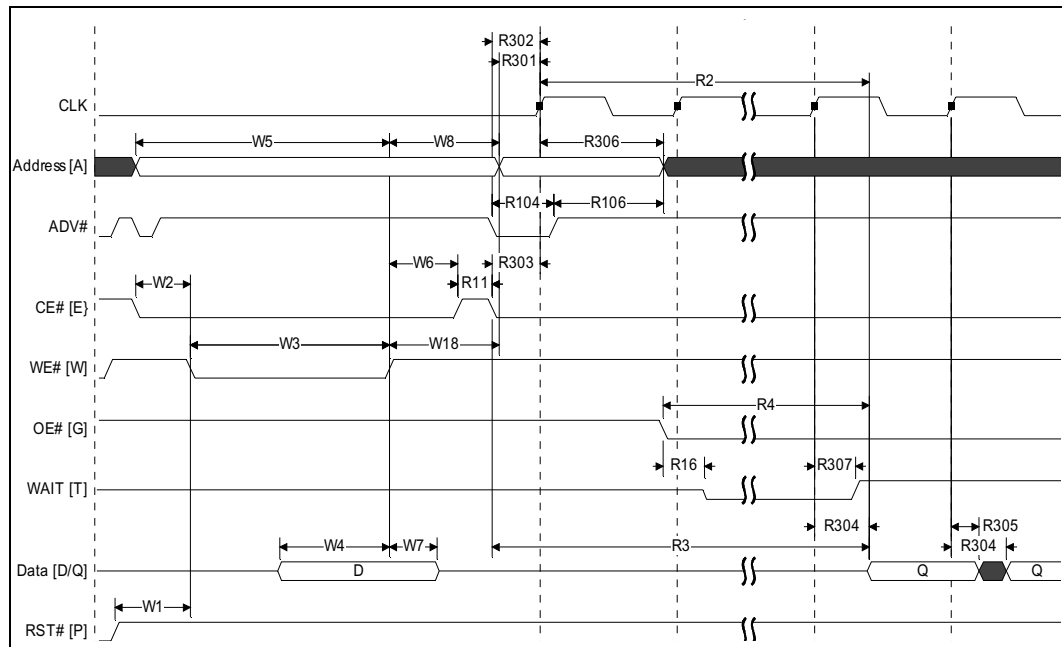 R302
R301
R2
CLK
W5 W8 R306
Address [A]
R104 R106
ADV#
W6 R303
W2 R11
CE# [E}
W3 W18
WE# [W]
R4
OE# [G]
R16 R307
WAIT [T]
R304 R305
W4 W7 R3 R304
Data [D/Q] D Q Q
W1
RST# [P]